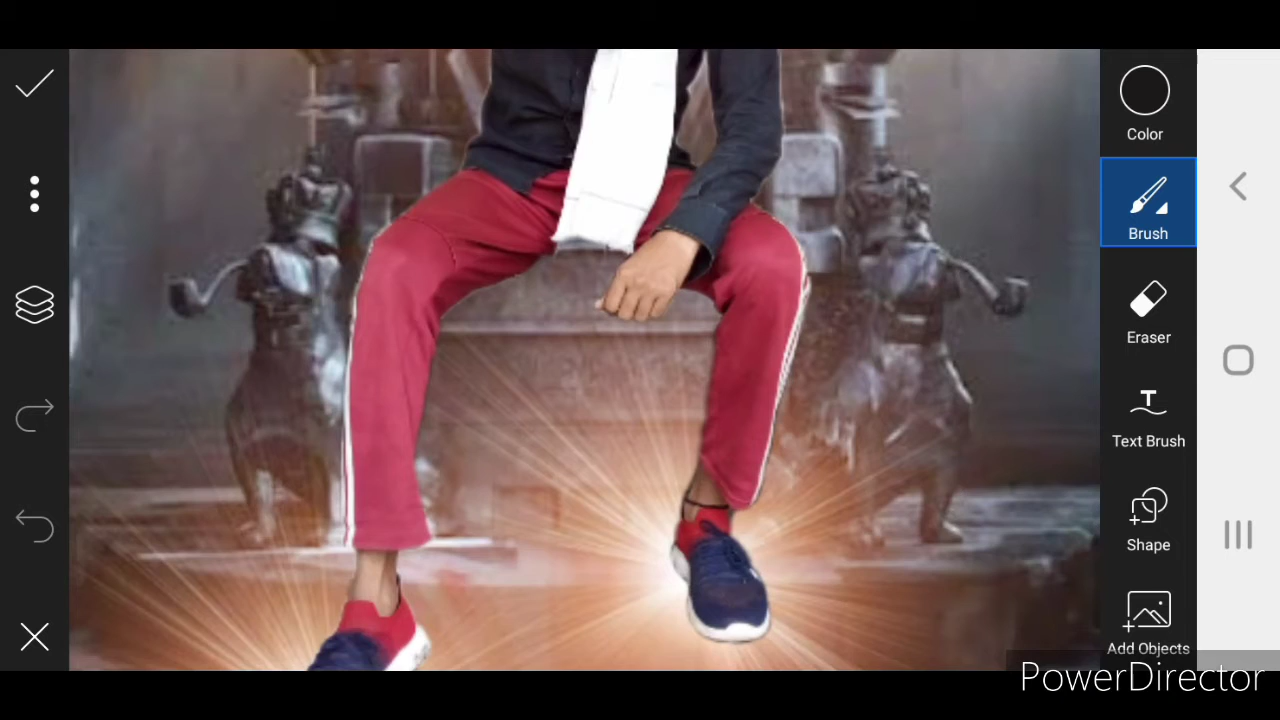 Color
Brush
Eraser
Text Brush
Shape
Add Objects
PowerDirector